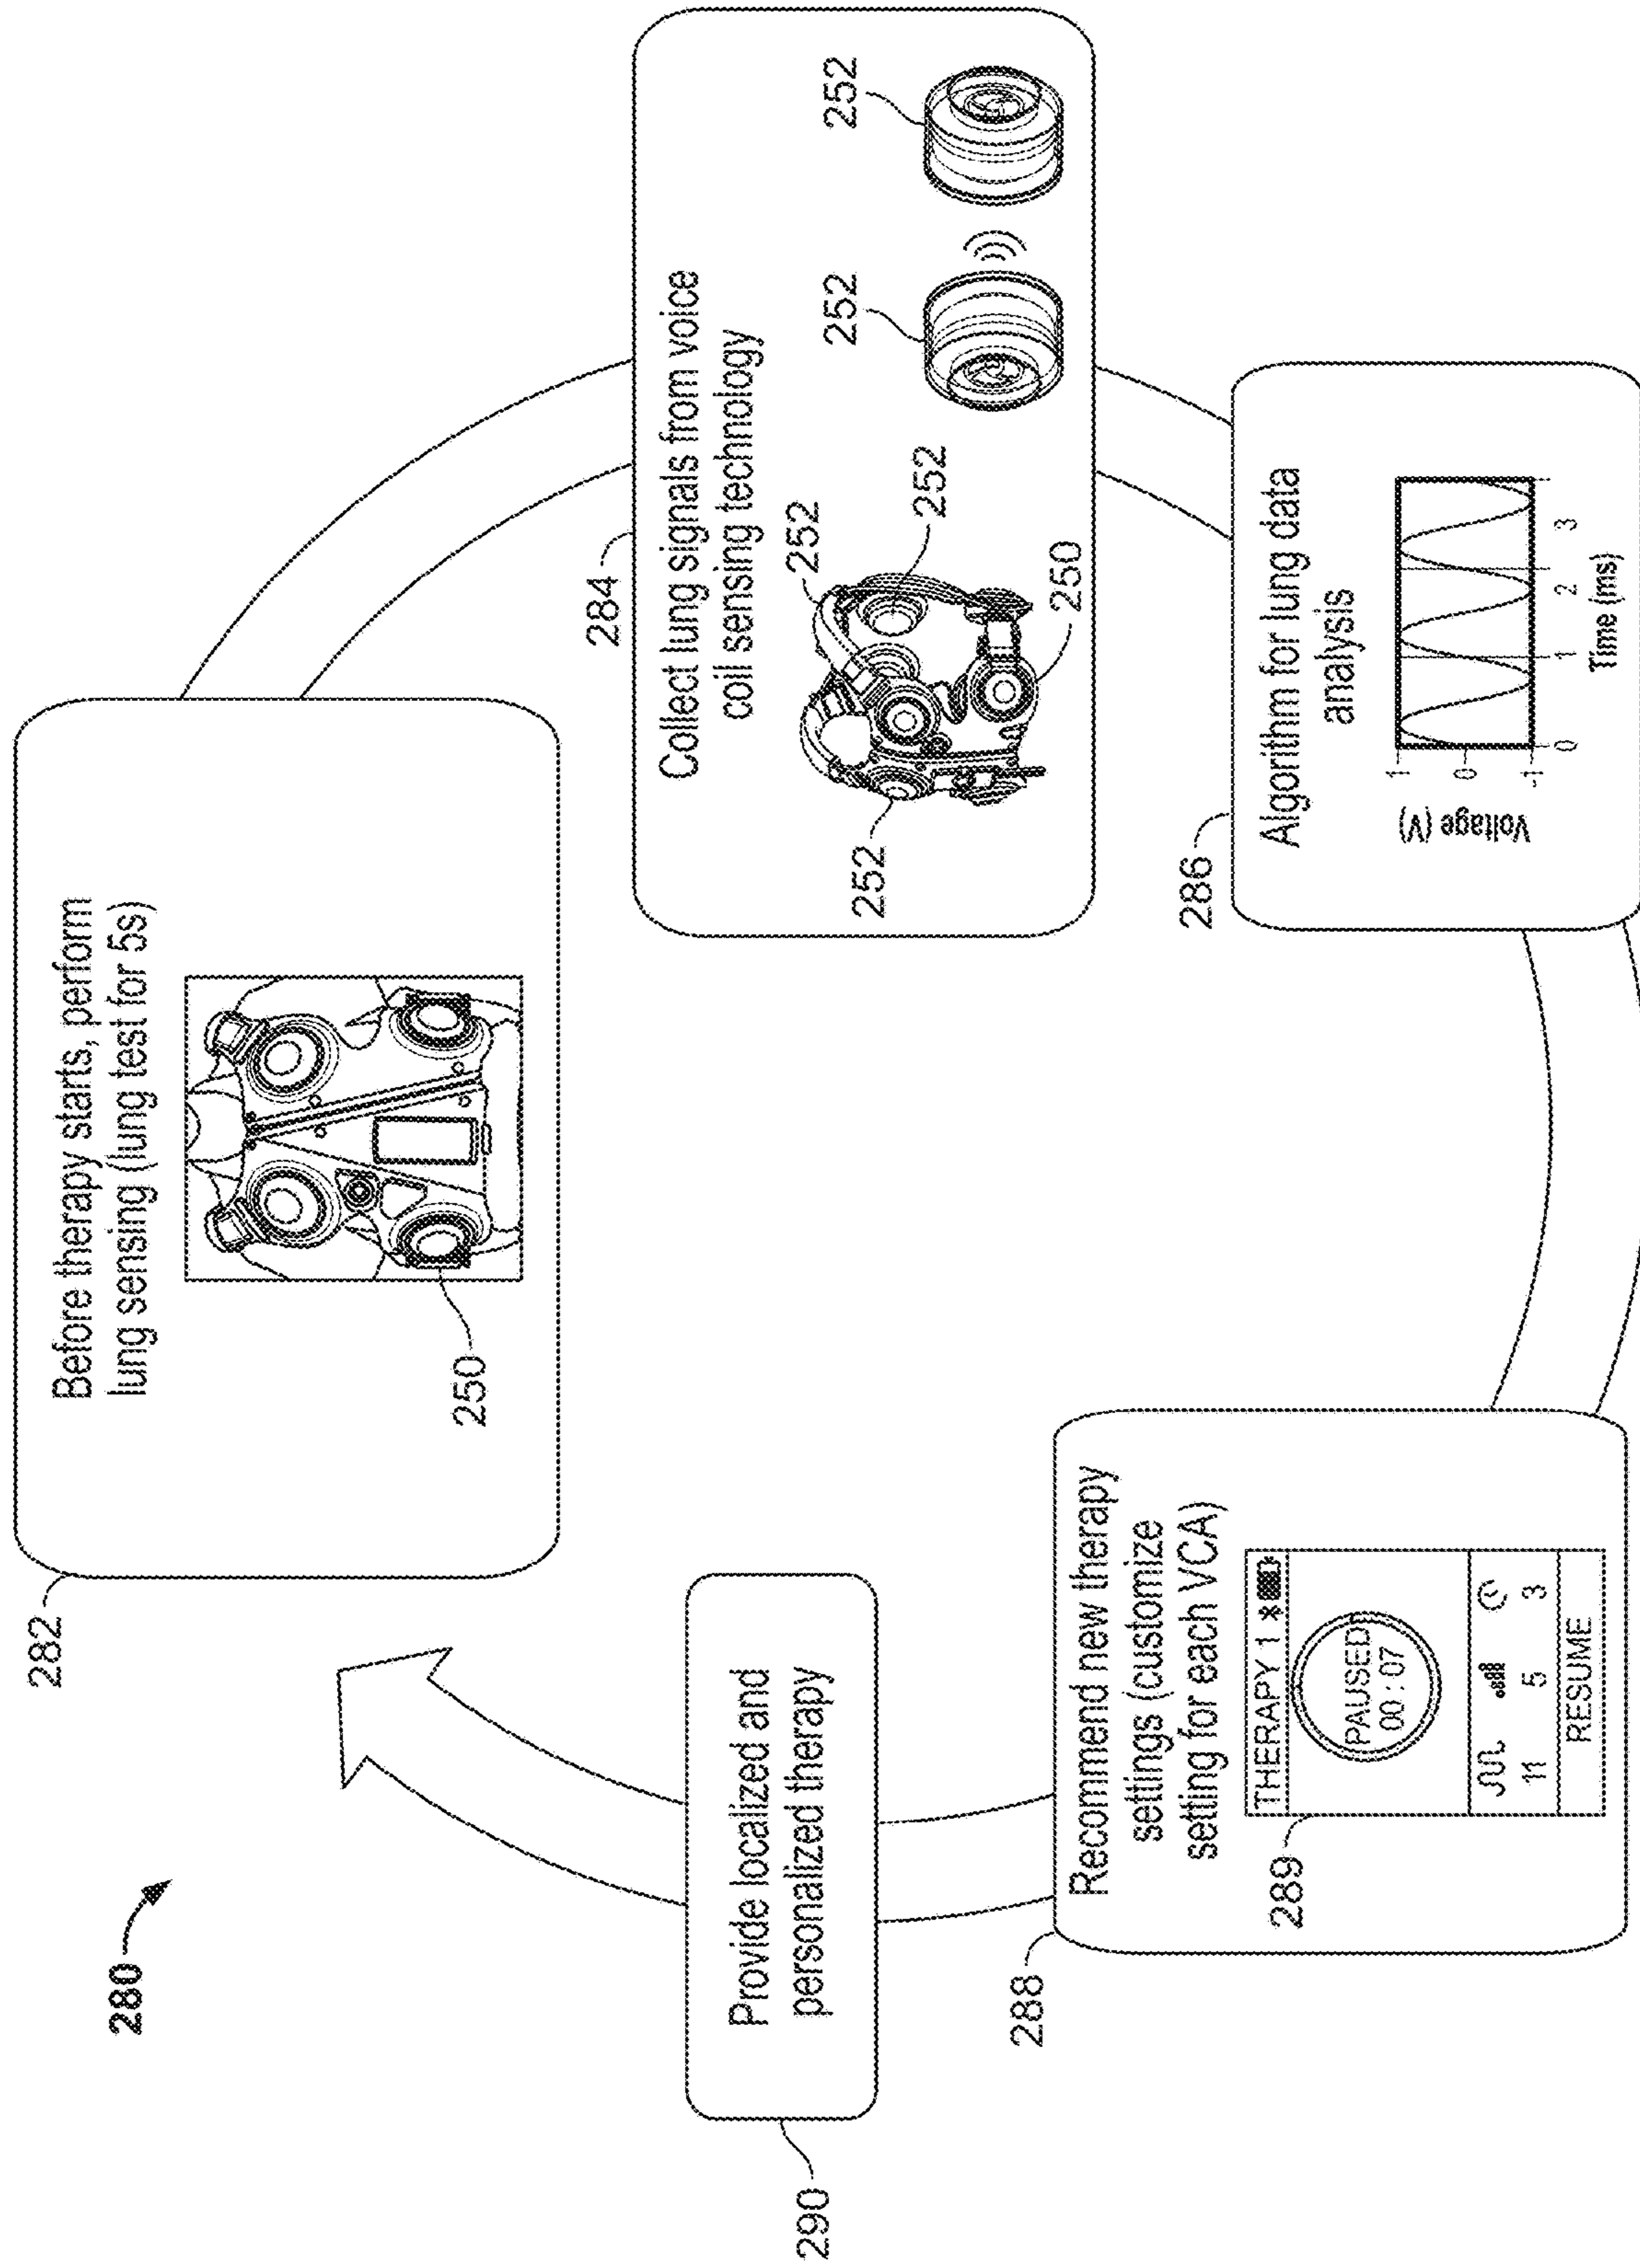 280
282
Before therapy starts, perform
lung sensing (lung test for 5s)
250
284
Collect lung signals from voice
coil sensing technology
252
252
252
250
252
252
286
Algorithm for lung data
analysis
Voltage (V)
1
0
-1
0
1
2
3
Time (ms)
288
Recommend new therapy
settings (customize
setting for each VCA)
289
THERAPY 1
PAUSED
00 : 07
11
5
3
RESUME
290
Provide localized and
personalized therapy